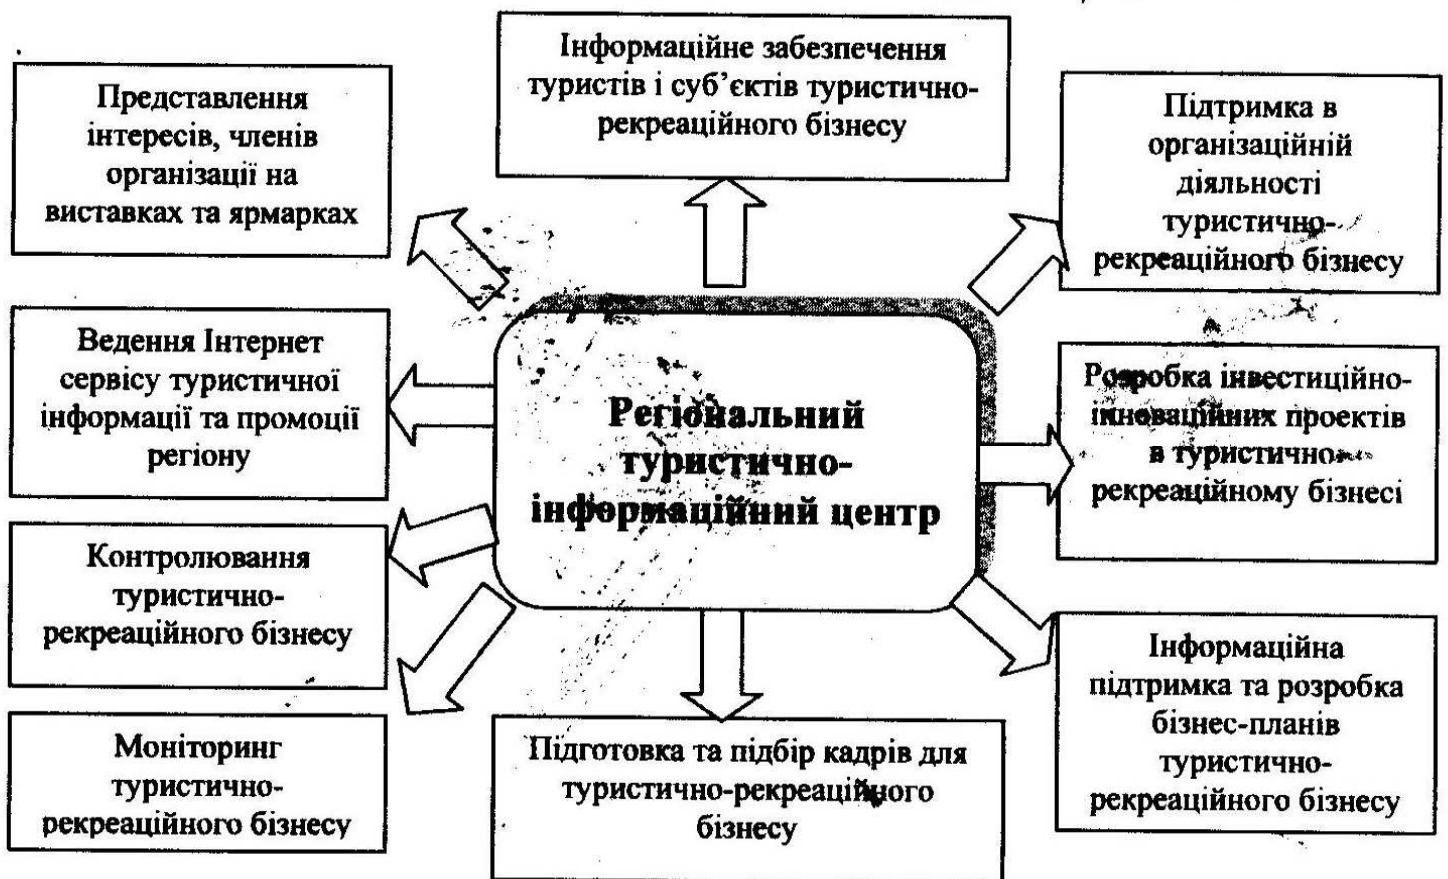 Інформаційне забезпечення
туристів і суб’єктів туристично-
рекреаційного бізнесу
Представлення
інтересів, членів
організації на
виставках та ярмарках
Підтримка в
організаційній
діяльності
туристично-
рекреаційного бізнесу
Ведення Інтернет
сервісу туристичної
інформації та промоції
регіону
Регіональний
туристично-
інформаційний центр
Розробка інвестиційно-
інноваційних проектів
в туристично-
рекреаційному бізнесі
Контролювання
туристично-
рекреаційного бізнесу
Інформаційна
підтримка та розробка
бізнес-планів
туристично-
рекреаційного бізнесу
Моніторинг
туристично-
рекреаційного бізнесу
Підготовка та підбір кадрів для
туристично-рекреаційного
бізнесу